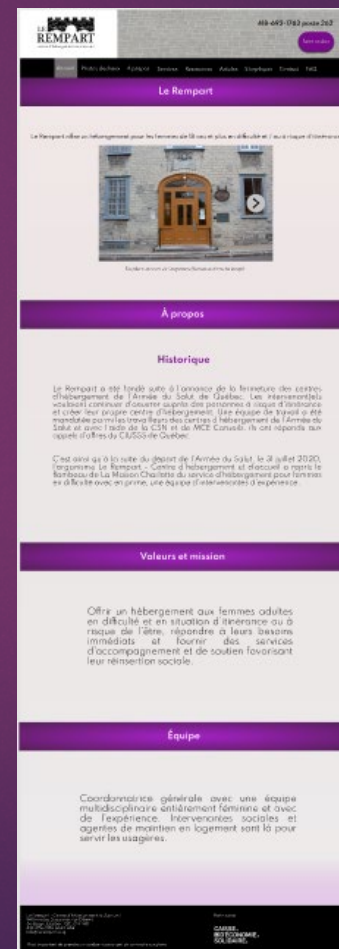 LE
REMPART
418-692-1762 poste 262
Accueil
À propos
Services
Contact
FAQ
Le Rempart
Le Rempart offre un hébergement pour les femmes de 18 ans et plus en difficulté et / ou à risque d'itinérance
À propos
Historique
Le Rempart a été fondé suite à l'annonce de la fermeture des centres
d'hébergement de l'Armée du Salut de Québec. Les intervenant(e)s
voulaient continuer d'œuvrer auprès des personnes à risque d'itinérance
et créer leur propre centre d'hébergement. Une équipe de travail a été
mandatée parmi les travailleurs des centres d'hébergement de l'Armée du
Salut et avec l'aide de la CSN et de MCE Conseils, ils ont répondu aux
appels d'offres du CIUSSS de Québec.
C'est ainsi qu'à la suite du départ de l'Armée du Salut, le 31 juillet 2020,
l'organisme Le Rempart - Centre d'hébergement et d'accueil a repris le
flambeau de La Maison Charlotte du service d'hébergement pour femmes
en difficulté avec en prime, une équipe d'intervenantes d'expérience.
Valeurs et mission
Offrir un hébergement aux femmes adultes
en difficulté et en situation d'itinérance ou à
risque de l'être, répondre à leurs besoins
immédiats et fournir des services
d'accompagnement et de soutien favorisant
leur réinsertion sociale.
Équipe
Coordonnatrice générale avec une équipe
multidisciplinaire entièrement féminine et avec
de l'expérience. Intervenantes sociales et
agentes de maintien en logement sont là pour
servir les usagères.
CAISSE
D'ÉCONOMIE
SOLIDAIRE